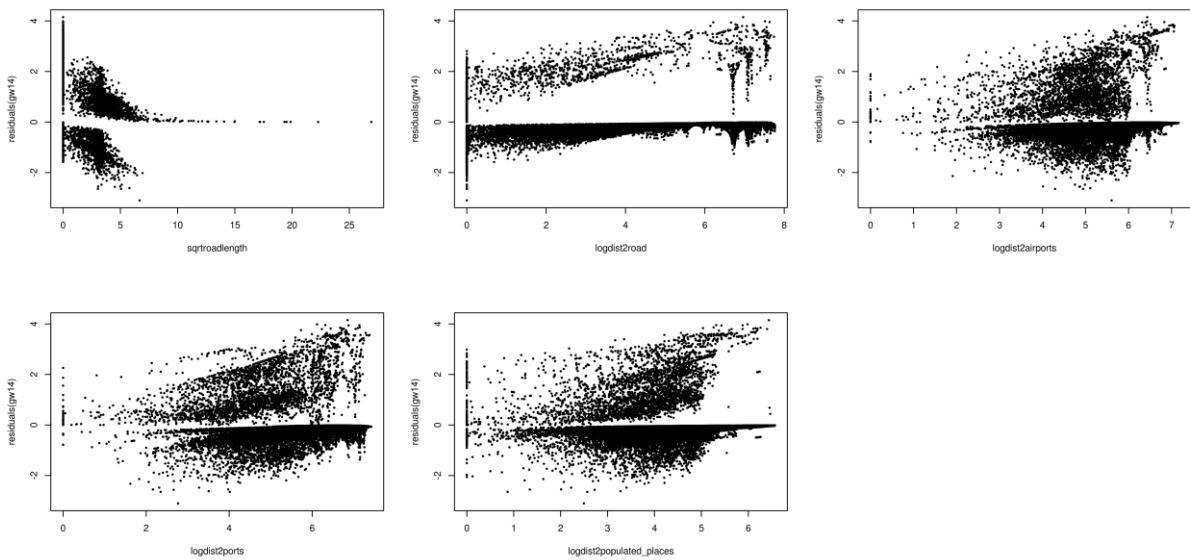 residuals(gw14)
4
2
0
-2
0 5 10 15 20 25
sqrtroadlength
residuals(gw14)
4
2
0
-2
0 2 4 6 8
logdist2road
residuals(gw14)
4
2
0
-2
0 1 2 3 4 5 6 7
logdist2airports
residuals(gw14)
4
2
0
-2
0 2 4 6
logdist2ports
residuals(gw14)
4
2
0
-2
0 1 2 3 4 5 6
logdist2populated_places